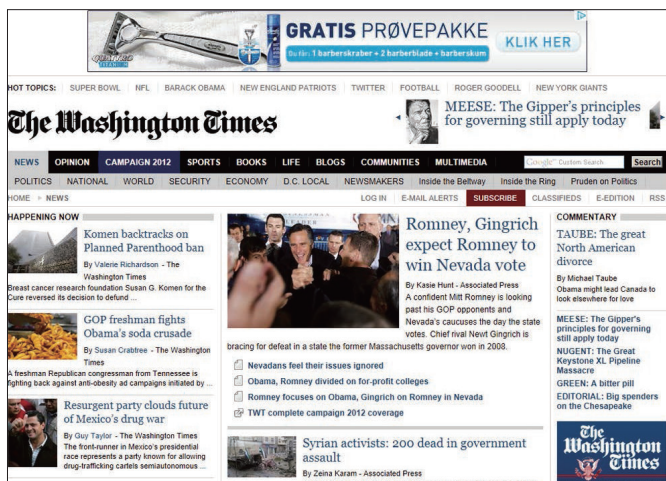 GRATIS PRØVEPAKKE
Du får: 1 barberskraber + 2 barberblade + barberskum
KLIK HER
TITANIUM
HOT TOPICS: SUPER BOWL NFL BARACK OBAMA NEW ENGLAND PATRIOTS TWITTER FOOTBALL ROGER GOODELL NEW YORK GIANTS
The Washington Times
MEESE: The Gipper's principles
for governing still apply today
NEWS OPINION CAMPAIGN 2012 SPORTS BOOKS LIFE BLOGS COMMUNITIES MULTIMEDIA Google Custom Search Search
POLITICS NATIONAL WORLD SECURITY ECONOMY D.C. LOCAL NEWSMAKERS Inside the Beltway Inside the Ring Pruden on Politics
HOME > NEWS LOG IN E-MAIL ALERTS SUBSCRIBE CLASSIFIEDS E-EDITION RSS
HAPPENING NOW
Komen backtracks on
Planned Parenthood ban
By Valerie Richardson - The
Washington Times
Breast cancer research foundation Susan G. Komen for the
Cure reversed its decision to defund ...
GOP freshman fights
Obama's soda crusade
By Susan Crabtree - The Washington
Times
A freshman Republican congressman from Tennessee is
fighting back against anti-obesity ad campaigns initiated by ...
Resurgent party clouds future
of Mexico's drug war
By Guy Taylor - The Washington Times
The front-runner in Mexico's presidential
race represents a party known for allowing
drug-trafficking cartels semiautonomous ...
Romney, Gingrich
expect Romney to
win Nevada vote
By Kasie Hunt - Associated Press
A confident Mitt Romney is looking
past his GOP opponents and
Nevada's caucuses the day the state
votes. Chief rival Newt Gingrich is
bracing for defeat in a state the former Massachusetts governor won in 2008.
Nevadans feel their issues ignored
Obama, Romney divided on for-profit colleges
Romney focuses on Obama, Gingrich on Romney in Nevada
TWT complete campaign 2012 coverage
Syrian activists: 200 dead in government
assault
By Zeina Karam - Associated Press
COMMENTARY
TAUBE: The great
North American
divorce
By Michael Taube
Obama might lead Canada to
look elsewhere for love
MEESE: The Gipper's
principles for governing
still apply today
NUGENT: The Great
Keystone XL Pipeline
Massacre
GREEN: A bitter pill
EDITORIAL: Big spenders
on the Chesapeake
The
Washington
Times